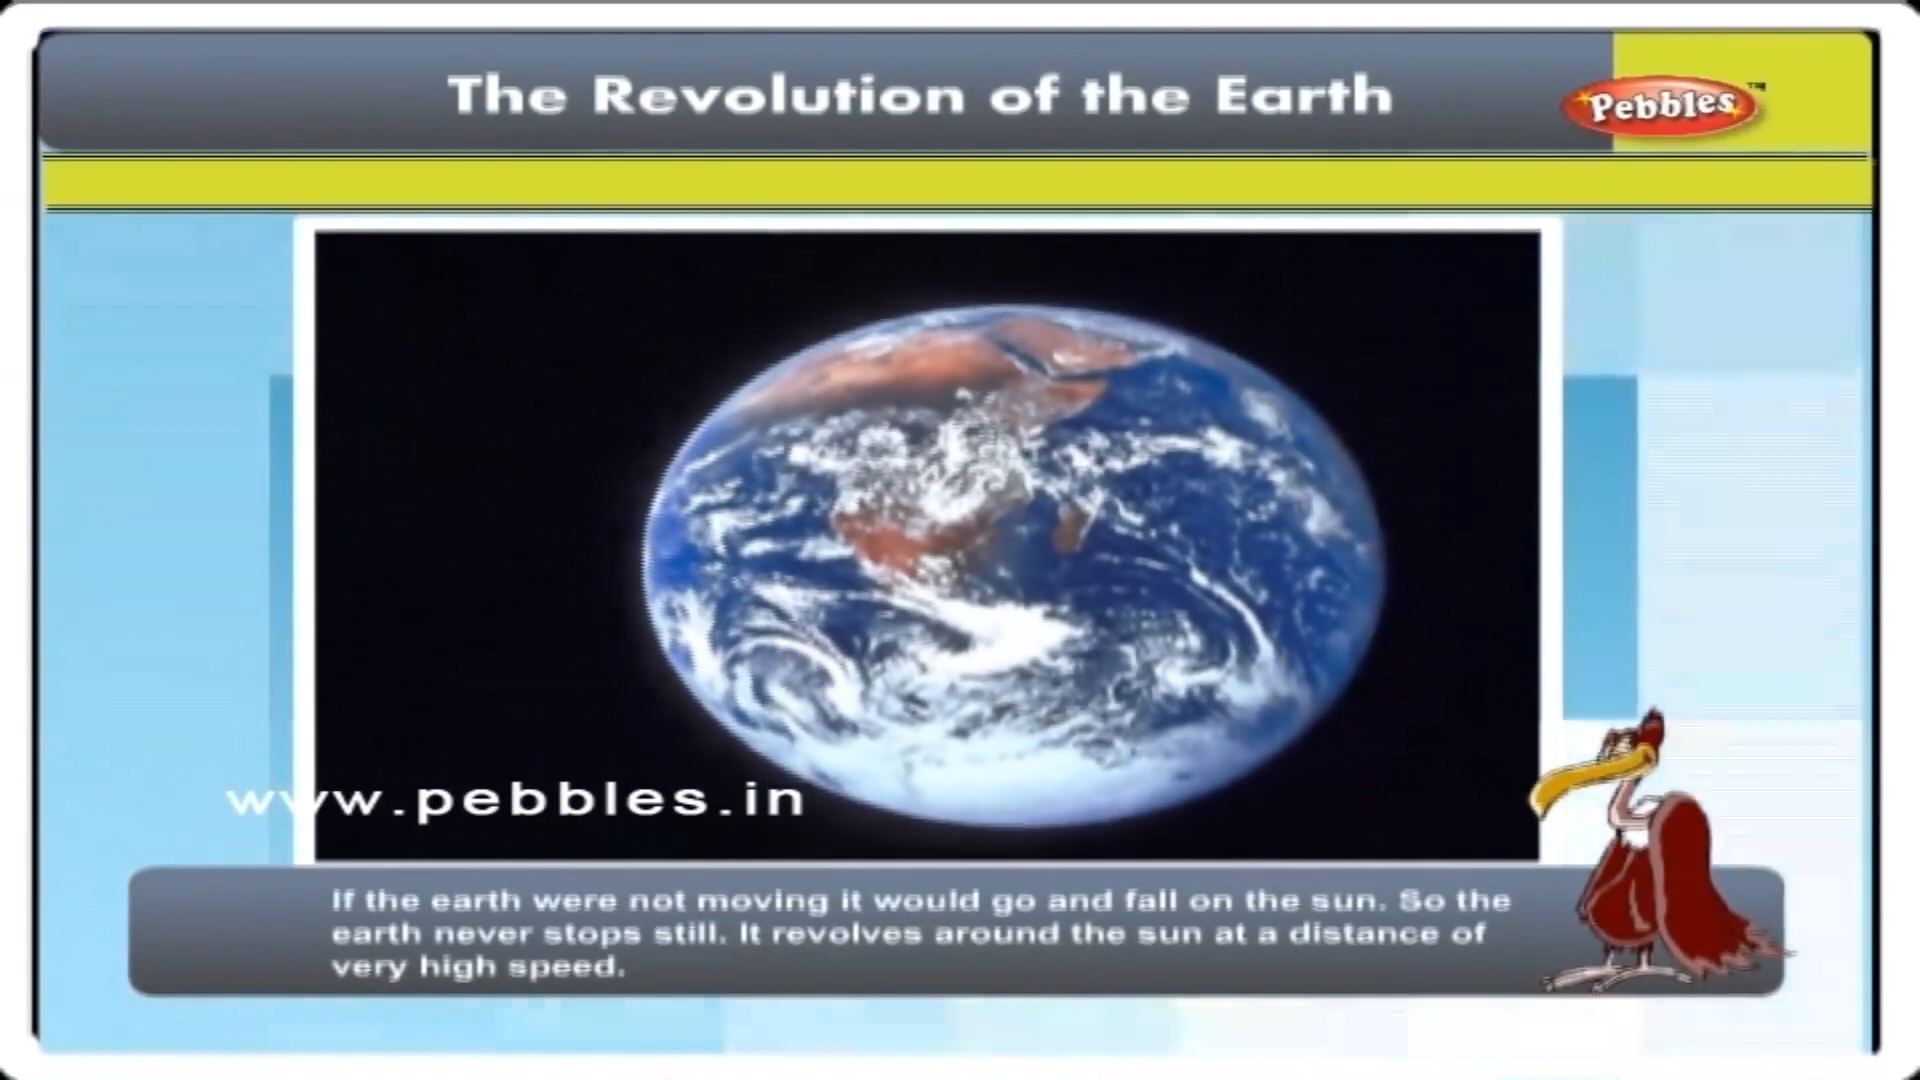 The Revolution of the Earth
Pebbles™
www.pebbles.in
If the earth were not moving it would go and fall on the sun. So the
earth never stops still. It revolves around the sun at a distance of
very high speed.